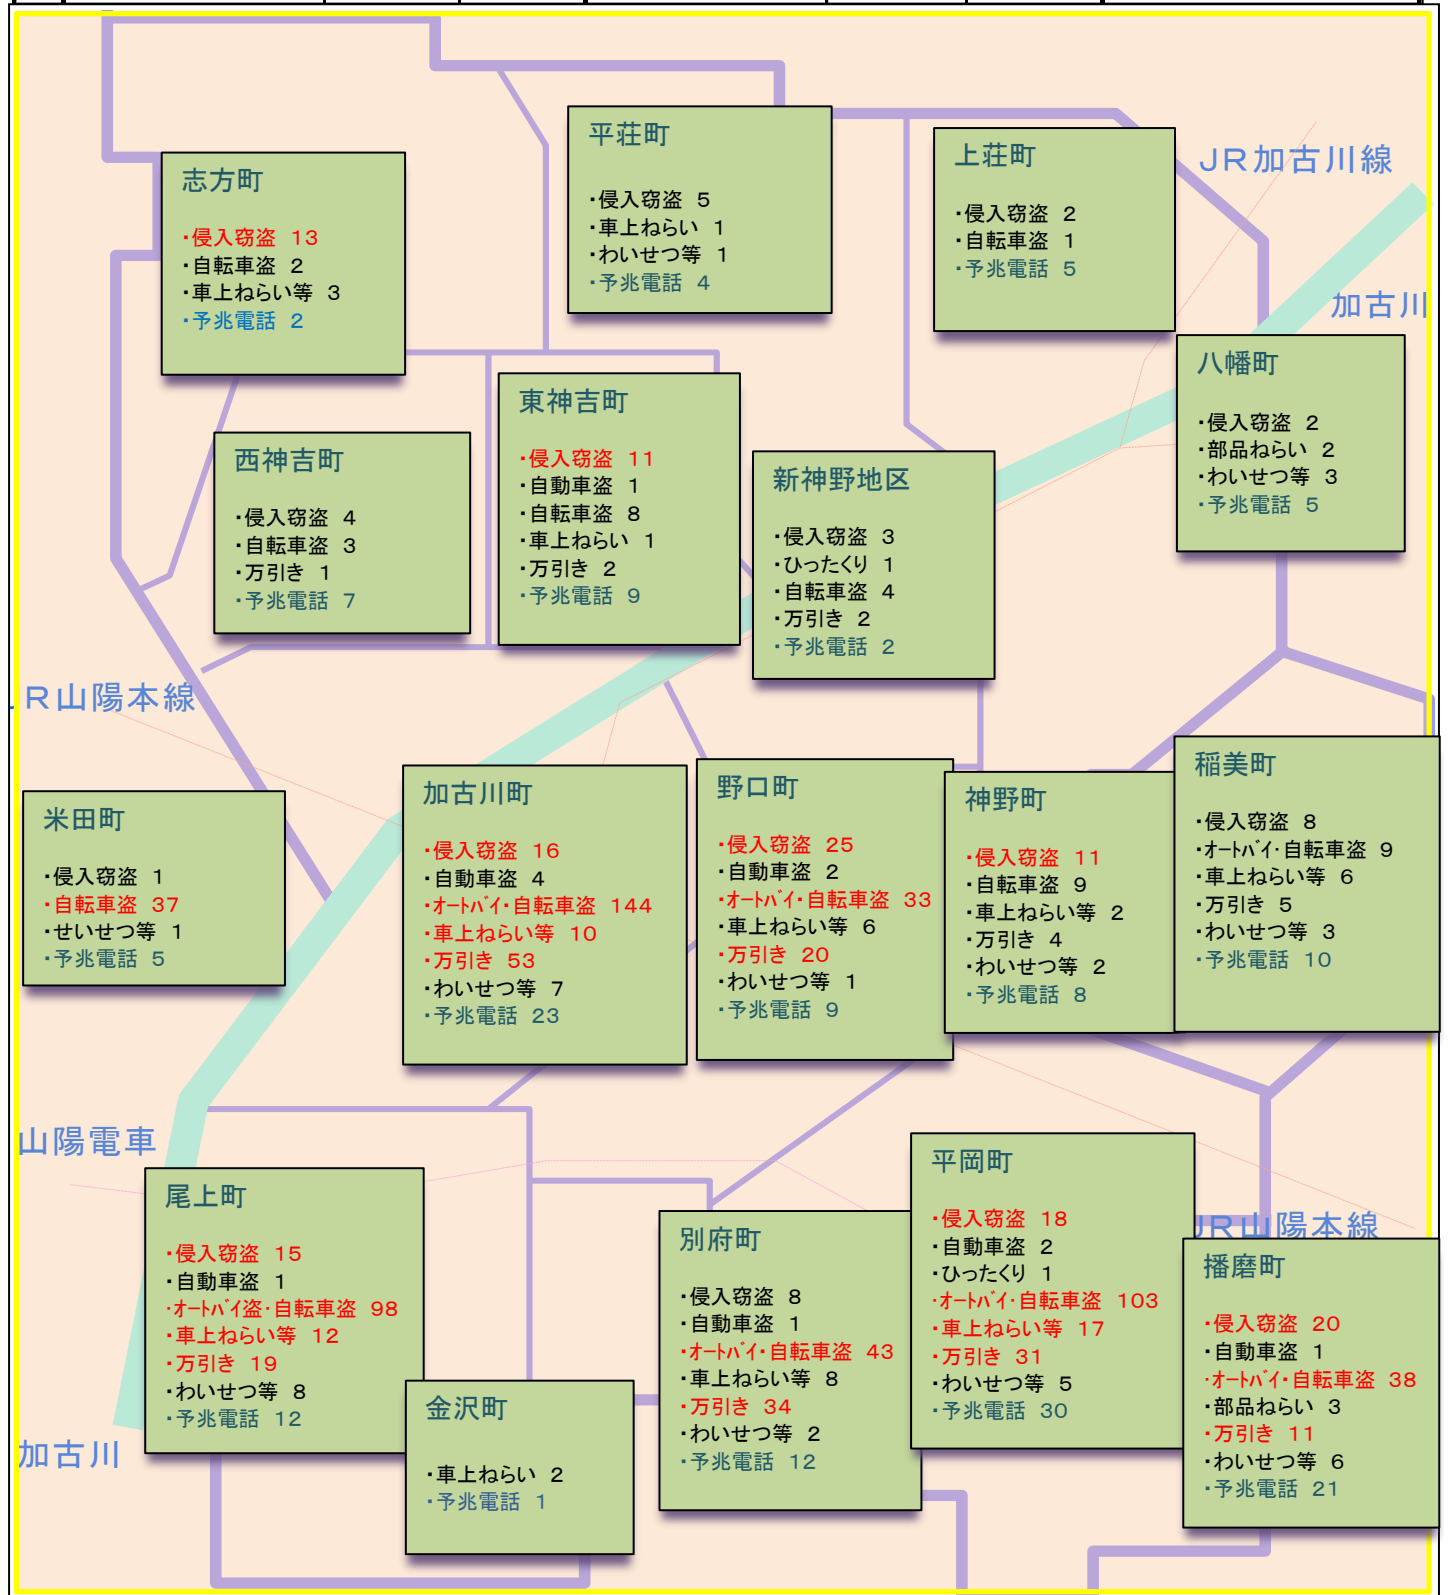 平荘町
・侵入窃盗 5
・車上ねらい 1
・わいせつ等 1
・予兆電話 4
上荘町
・侵入窃盗 2
・自転車盗 1
・予兆電話 5
JR加古川線
志方町
・侵入窃盗 13
・自転車盗 2
・車上ねらい等 3
・予兆電話 2
加古川
八幡町
・侵入窃盗 2
・部品ねらい 2
・わいせつ等 3
・予兆電話 5
東神吉町
・侵入窃盗 11
・自動車盗 1
・自転車盗 8
・車上ねらい 1
・万引き 2
・予兆電話 9
西神吉町
・侵入窃盗 4
・自転車盗 3
・万引き 1
・予兆電話 7
新神野地区
・侵入窃盗 3
・ひったくり 1
・自転車盗 4
・万引き 2
・予兆電話 2
JR山陽本線
米田町
・侵入窃盗 1
・自転車盗 37
・せいせつ等 1
・予兆電話 5
加古川町
・侵入窃盗 16
・自動車盗 4
・オートバイ・自転車盗 144
・車上ねらい等 10
・万引き 53
・わいせつ等 7
・予兆電話 23
野口町
・侵入窃盗 25
・自動車盗 2
・オートバイ・自転車盗 33
・車上ねらい等 6
・万引き 20
・わいせつ等 1
・予兆電話 9
神野町
・侵入窃盗 11
・自転車盗 9
・車上ねらい等 2
・万引き 4
・わいせつ等 2
・予兆電話 8
稲美町
・侵入窃盗 8
・オートバイ・自転車盗 9
・車上ねらい等 6
・万引き 5
・わいせつ等 3
・予兆電話 10
山陽電車
尾上町
・侵入窃盗 15
・自動車盗 1
・オートバイ盗・自転車盗 98
・車上ねらい等 12
・万引き 19
・わいせつ等 8
・予兆電話 12
加古川
金沢町
・車上ねらい 2
・予兆電話 1
別府町
・侵入窃盗 8
・自動車盗 1
・オートバイ・自転車盗 43
・車上ねらい等 8
・万引き 34
・わいせつ等 2
・予兆電話 12
平岡町
・侵入窃盗 18
・自動車盗 2
・ひったくり 1
・オートバイ・自転車盗 103
・車上ねらい等 17
・万引き 31
・わいせつ等 5
・予兆電話 30
JR山陽本線
播磨町
・侵入窃盗 20
・自動車盗 1
・オートバイ・自転車盗 38
・部品ねらい 3
・万引き 11
・わいせつ等 6
・予兆電話 21